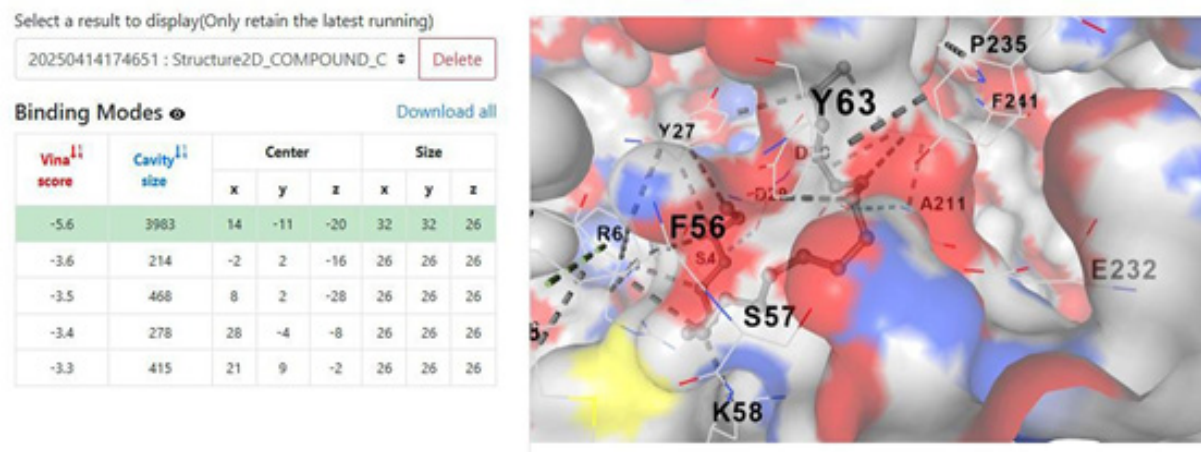 Select a result to display(Only retain the latest running)
20250414174651 : Structure2D_COMPOUND_C
Delete
Binding Modes
Download all
Vina score Cavity size Center Size
x y z x y z
-5.6 3983 14 -11 -20 32 32 26
-3.6 214 -2 2 -16 26 26 26
-3.5 468 8 2 -28 26 26 26
-3.4 278 28 -4 -8 26 26 26
-3.3 415 21 9 -2 26 26 26
P235
Y63
F241
Y27
A211
F56
R6
S4
E232
S57
K58